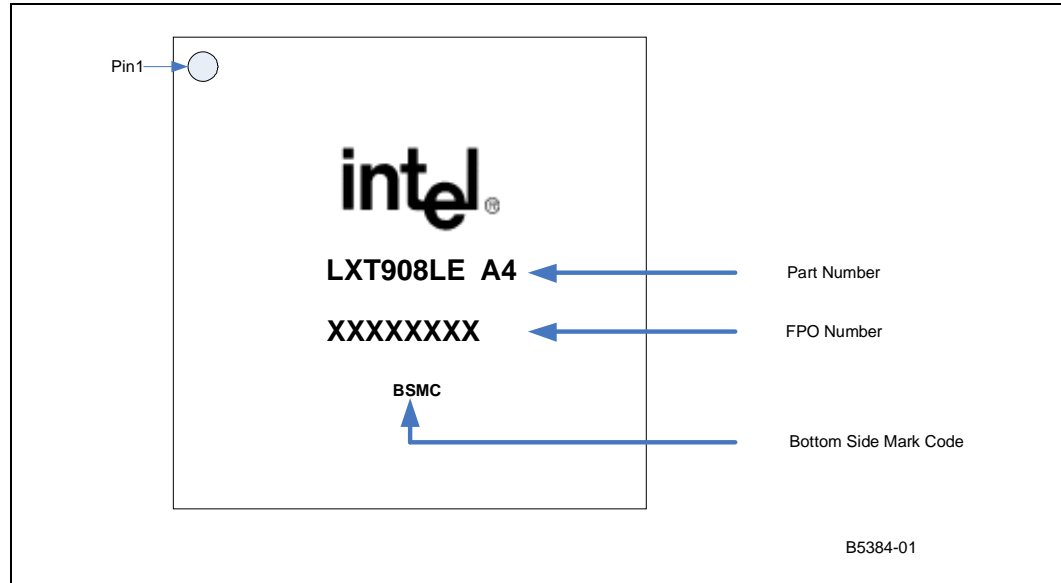 Pin1
intel®
LXT908LE A4
Part Number
XXXXXXXX
FPO Number
BSMC
Bottom Side Mark Code
B5384-01